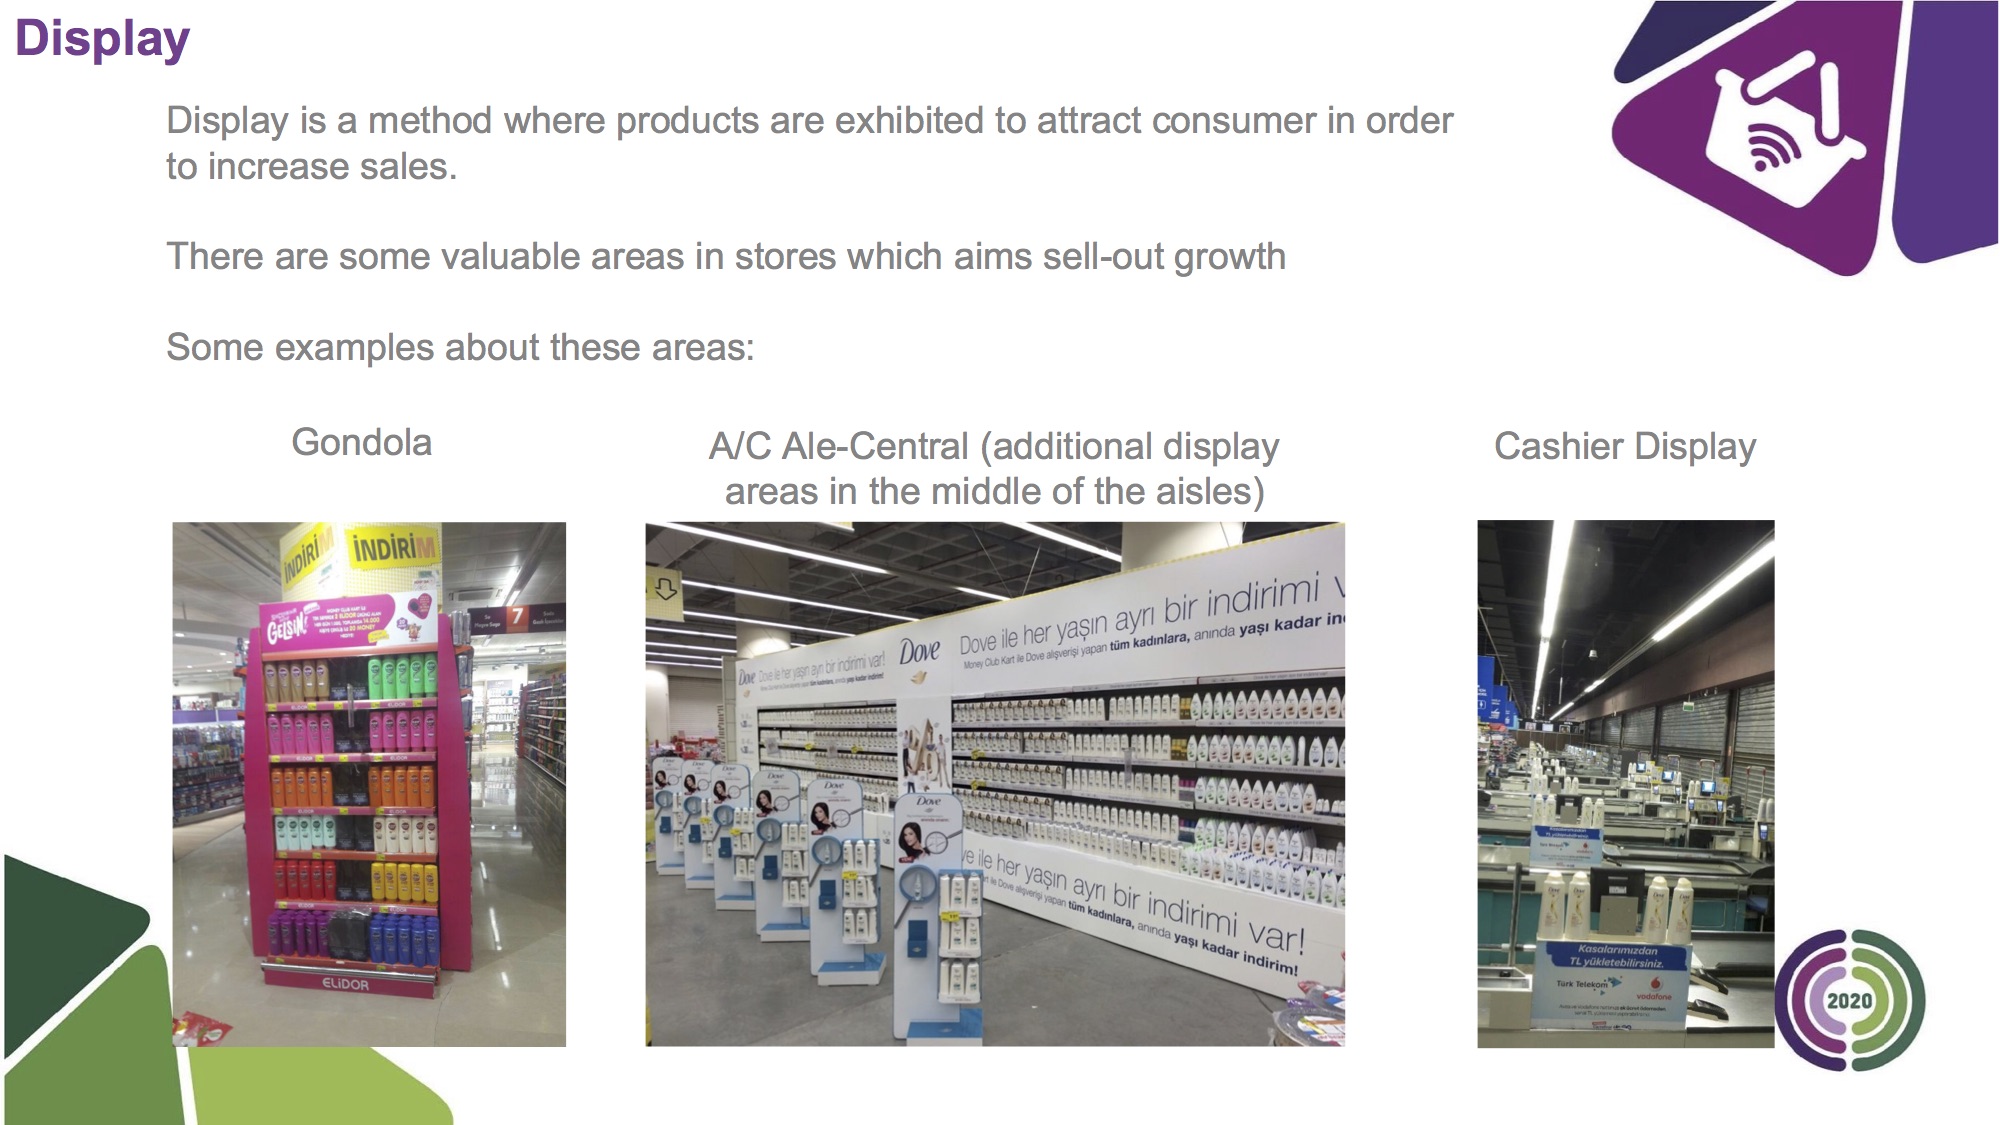 Display
Display is a method where products are exhibited to attract consumer in order
to increase sales.
There are some valuable areas in stores which aims sell-out growth
Some examples about these areas:
Gondola
A/C Ale-Central (additional display
areas in the middle of the aisles)
Cashier Display
İNDİRİM
İNDİRİM
GELSİN!
7
ELİDOR
Dove
Dove ile her yaşın ayrı bir indirimi var!
Dove
Dove ile her yaşın ayrı bir indirimi v
Money Club Kart ile Dove alışverişi yapan tüm kadınlara, anında yaşı kadar in
Dove
Dove
Dove
ve ile her yaşın ayrı bir indirimi var!
rt ile Dove alışverişi yapan tüm kadınlara, anında yaşı kadar indirim!
Kasalarımızdan
TL yükletebilirsiniz.
Türk Telekom
vodafone
2020